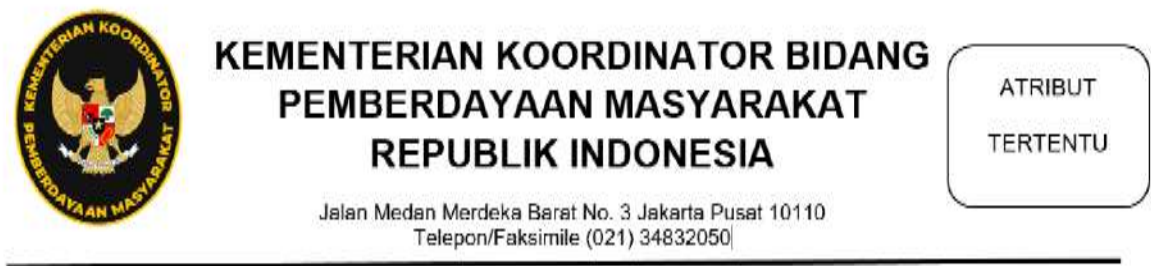 KEMENTERIAN KOORDINATOR
PEMBERDAYAAN MASYARAKAT
KEMENTERIAN KOORDINATOR BIDANG
PEMBERDAYAAN MASYARAKAT
REPUBLIK INDONESIA
Jalan Medan Merdeka Barat No. 3 Jakarta Pusat 10110
Telepon/Faksimile (021) 34832050
ATRIBUT
TERTENTU